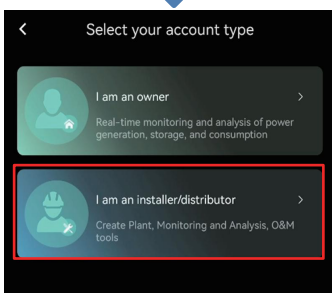 Select your account type
I am an owner
Real-time monitoring and analysis of power
generation, storage, and consumption
I am an installer/distributor
Create Plant, Monitoring and Analysis, O&M
tools